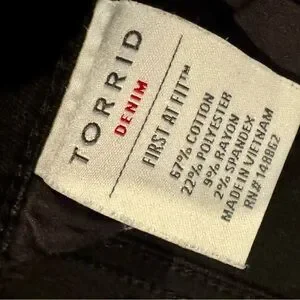 TORRID
DENIM
FIRST AT FIT™
67% COTTON
22% POLYESTER
9% RAYON
2% SPANDEX
MADE IN VIETNAM
RN# 148862